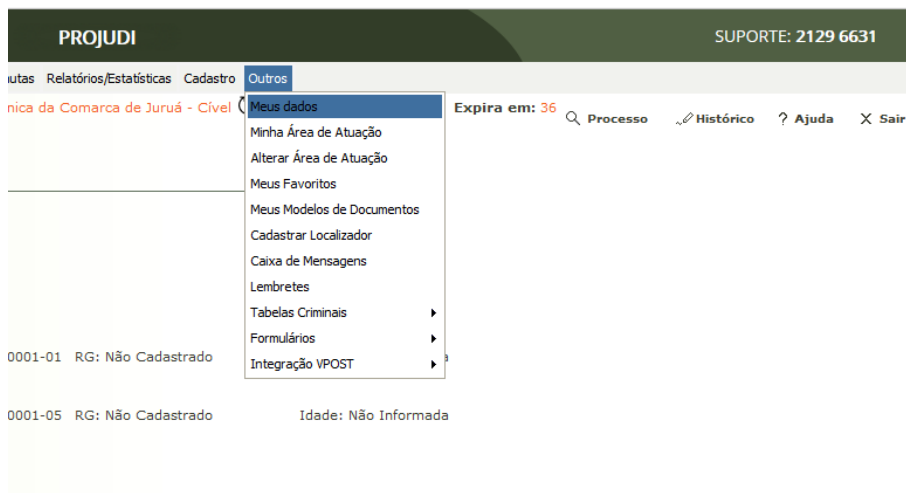 PROJUDI
SUPORTE: 2129 6631
Relatórios/Estatísticas Cadastro Outros
da Comarca de Juruá - Cível
Expira em: 36
Processo Histórico ? Ajuda X Sair
Meus dados
Minha Área de Atuação
Alterar Área de Atuação
Meus Favoritos
Meus Modelos de Documentos
Cadastrar Localizador
Caixa de Mensagens
Lembretes
Tabelas Criminais
Formulários
Integração VPOST
0001-01 RG: Não Cadastrado
0001-05 RG: Não Cadastrado Idade: Não Informada